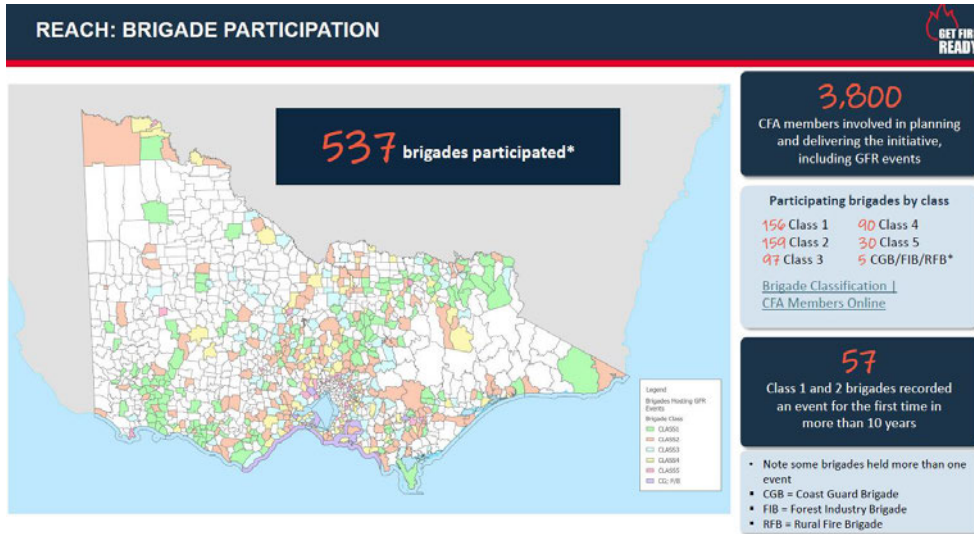 REACH: BRIGADE PARTICIPATION
GET FIRE
READY
537 brigades participated*
3,800
CFA members involved in planning
and delivering the initiative,
including GFR events
Participating brigades by class
156 Class 1 90 Class 4
159 Class 2 30 Class 5
97 Class 3 5 CGB/FIB/RFB*
Brigade Classification |
CFA Members Online
57
Class 1 and 2 brigades recorded
an event for the first time in
more than 10 years
Legend
Brigades Hosting GFR
Events
Brigade Class
CLASS1
CLASS2
CLASS3
CLASS4
CLASS5
• Note some brigades held more than one
event
▪ CGB = Coast Guard Brigade
▪ FIB = Forest Industry Brigade
▪ RFB = Rural Fire Brigade